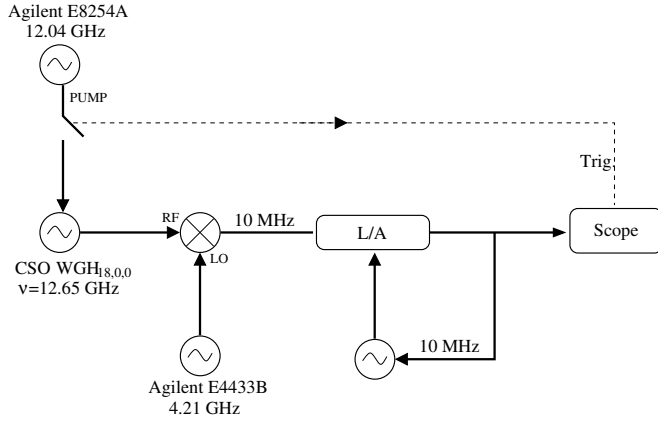 Agilent E8254A
12.04 GHz
PUMP
Trig.
RF
10 MHz
L/A
Scope
LO
CSO WGH18,0,0
ν=12.65 GHz
10 MHz
Agilent E4433B
4.21 GHz